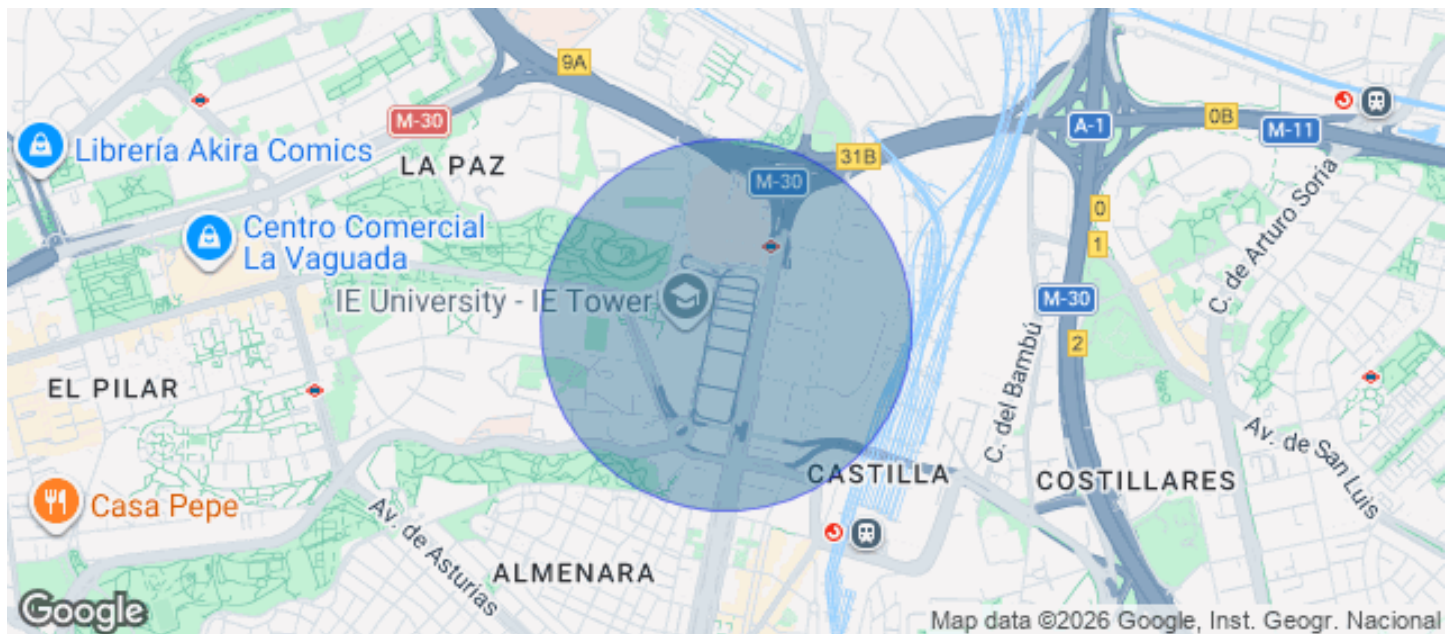 9A
M-30
LA PAZ
Librería Akira Comics
Centro Comercial
La Vaguada
IE University - IE Tower
EL PILAR
Casa Pepe
Av. de Asturias
ALMENARA
M-30
31B
A-1
0B
M-11
0
1
M-30
2
C. de Arturo Soria
C. del Bambú
Av. de San Luis
CASTILLA
COSTILLARES
Google
Map data ©2026 Google, Inst. Geogr. Nacional